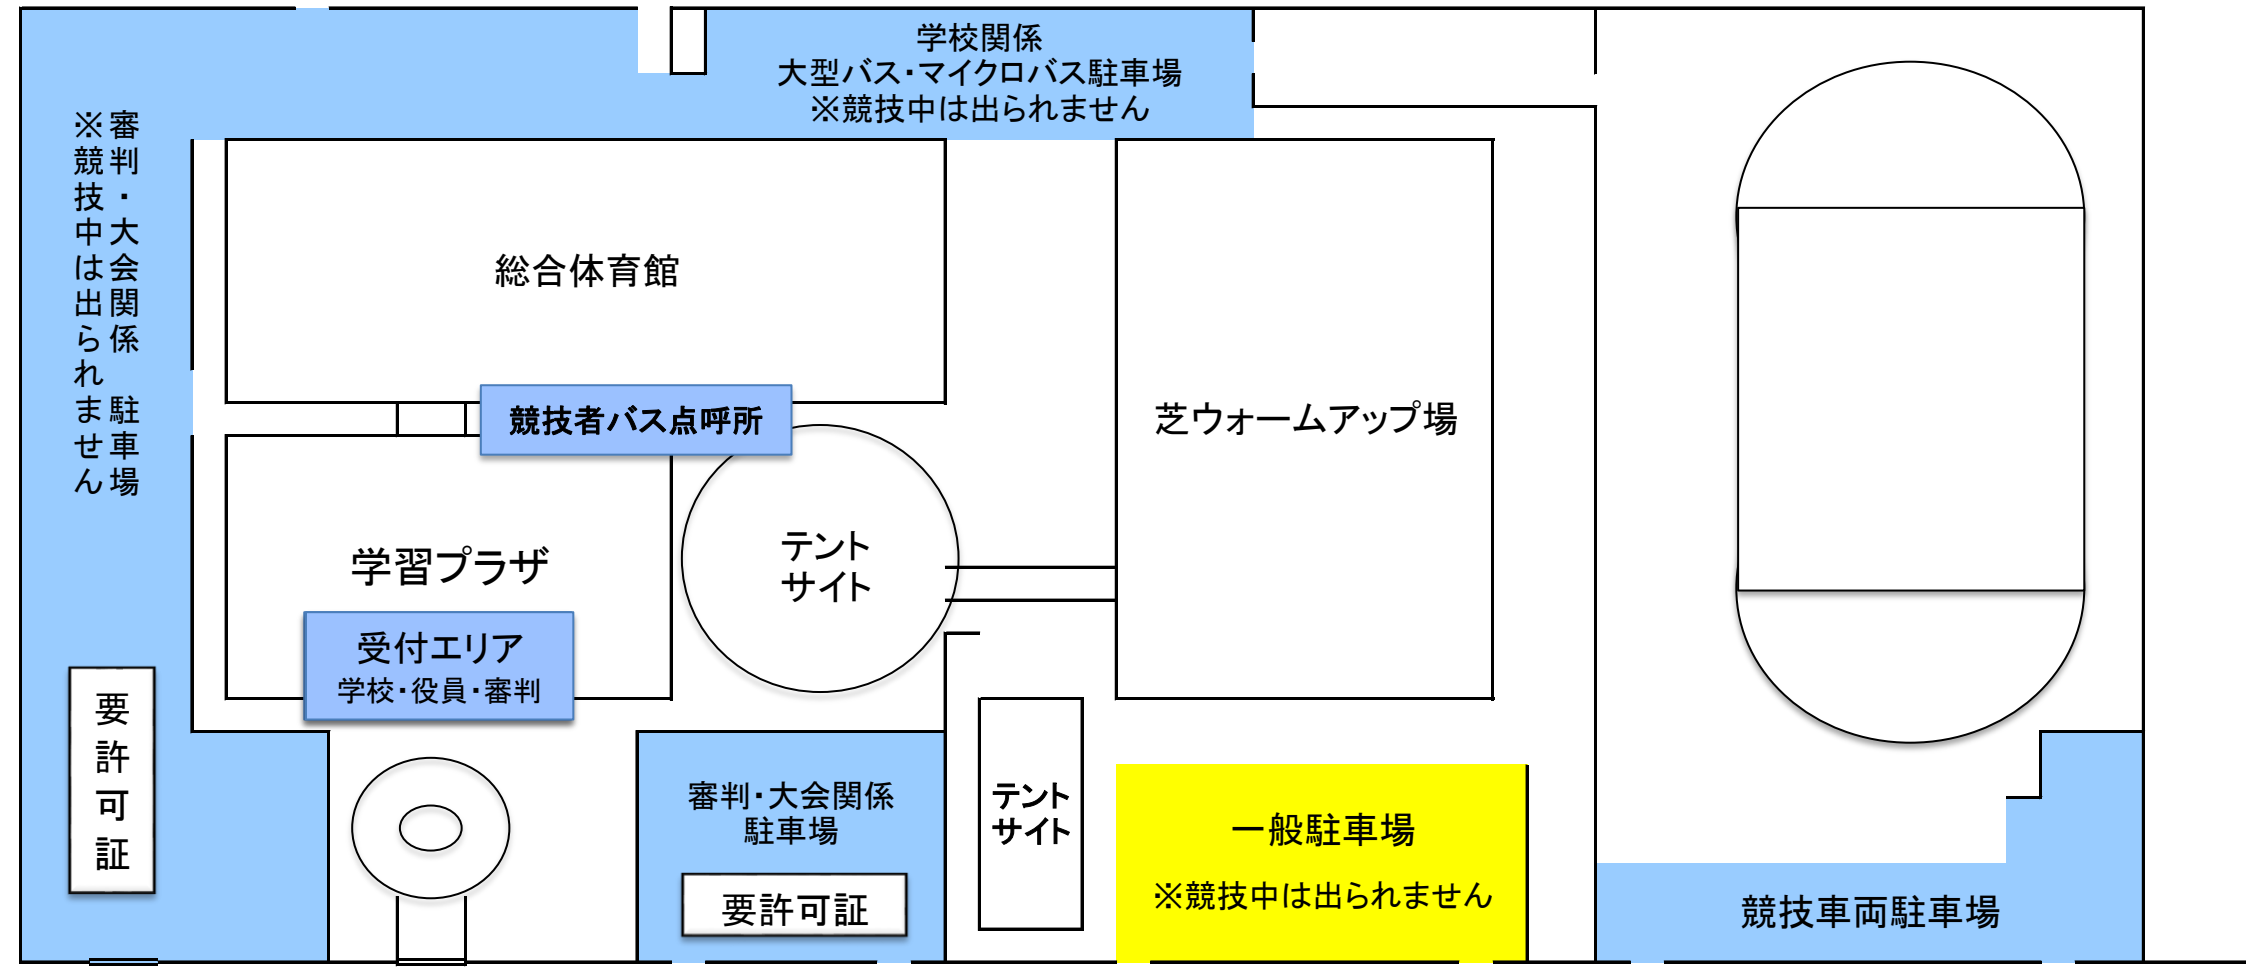 学校関係
大型バス・マイクロバス駐車場
※競技中は出られません
審判・大会関係 駐車場
※競技中は出られません
総合体育館
競技者バス点呼所
芝ウォームアップ場
学習プラザ
テント
サイト
受付エリア
学校・役員・審判
要許可証
審判・大会関係
駐車場
要許可証
テント
サイト
一般駐車場
※競技中は出られません
競技車両駐車場